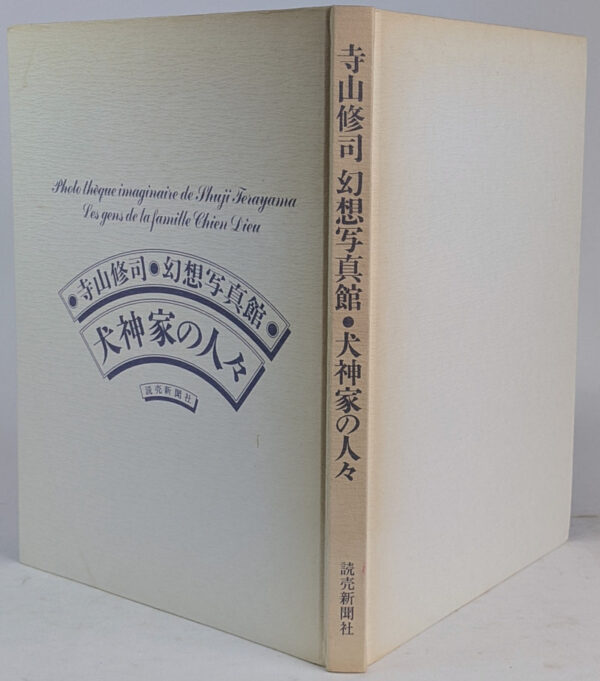 Photo thèque imaginaire de Shuji Terayama
Les gens de la famille Chien Dieu
●寺山修司●幻想写真館●
犬神家の人々
読売新聞社
寺山修司 幻想写真館●犬神家の人々
読売新聞社